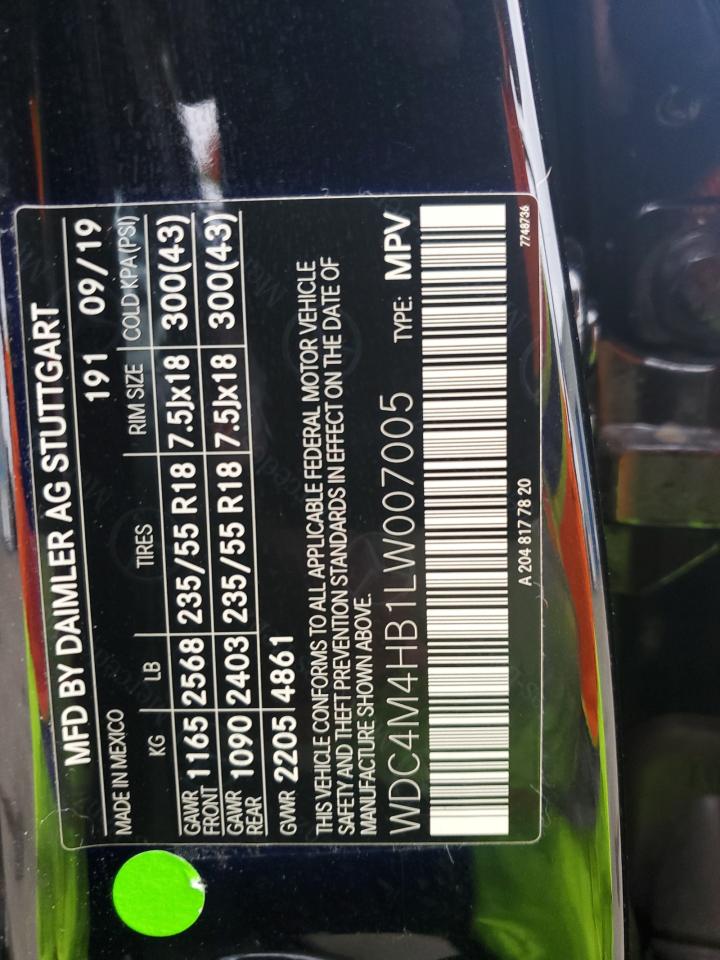 MFD BY DAIMLER AG STUTTGART
191 09/19
MADE IN MEXICO
KG LB TIRES RIM SIZE COLD KPA (PSI)
GAWR FRONT 1165 2568 235/55 R18 7.5Jx18 300(43)
GAWR REAR 1090 2403 235/55 R18 7.5Jx18 300(43)
GVWR 2205 4861
THIS VEHICLE CONFORMS TO ALL APPLICABLE FEDERAL MOTOR VEHICLE
SAFETY AND THEFT PREVENTION STANDARDS IN EFFECT ON THE DATE OF
MANUFACTURE SHOWN ABOVE.
WDC4M4HB1LW007005 TYPE: MPV
A 204 817 78 20 7748736